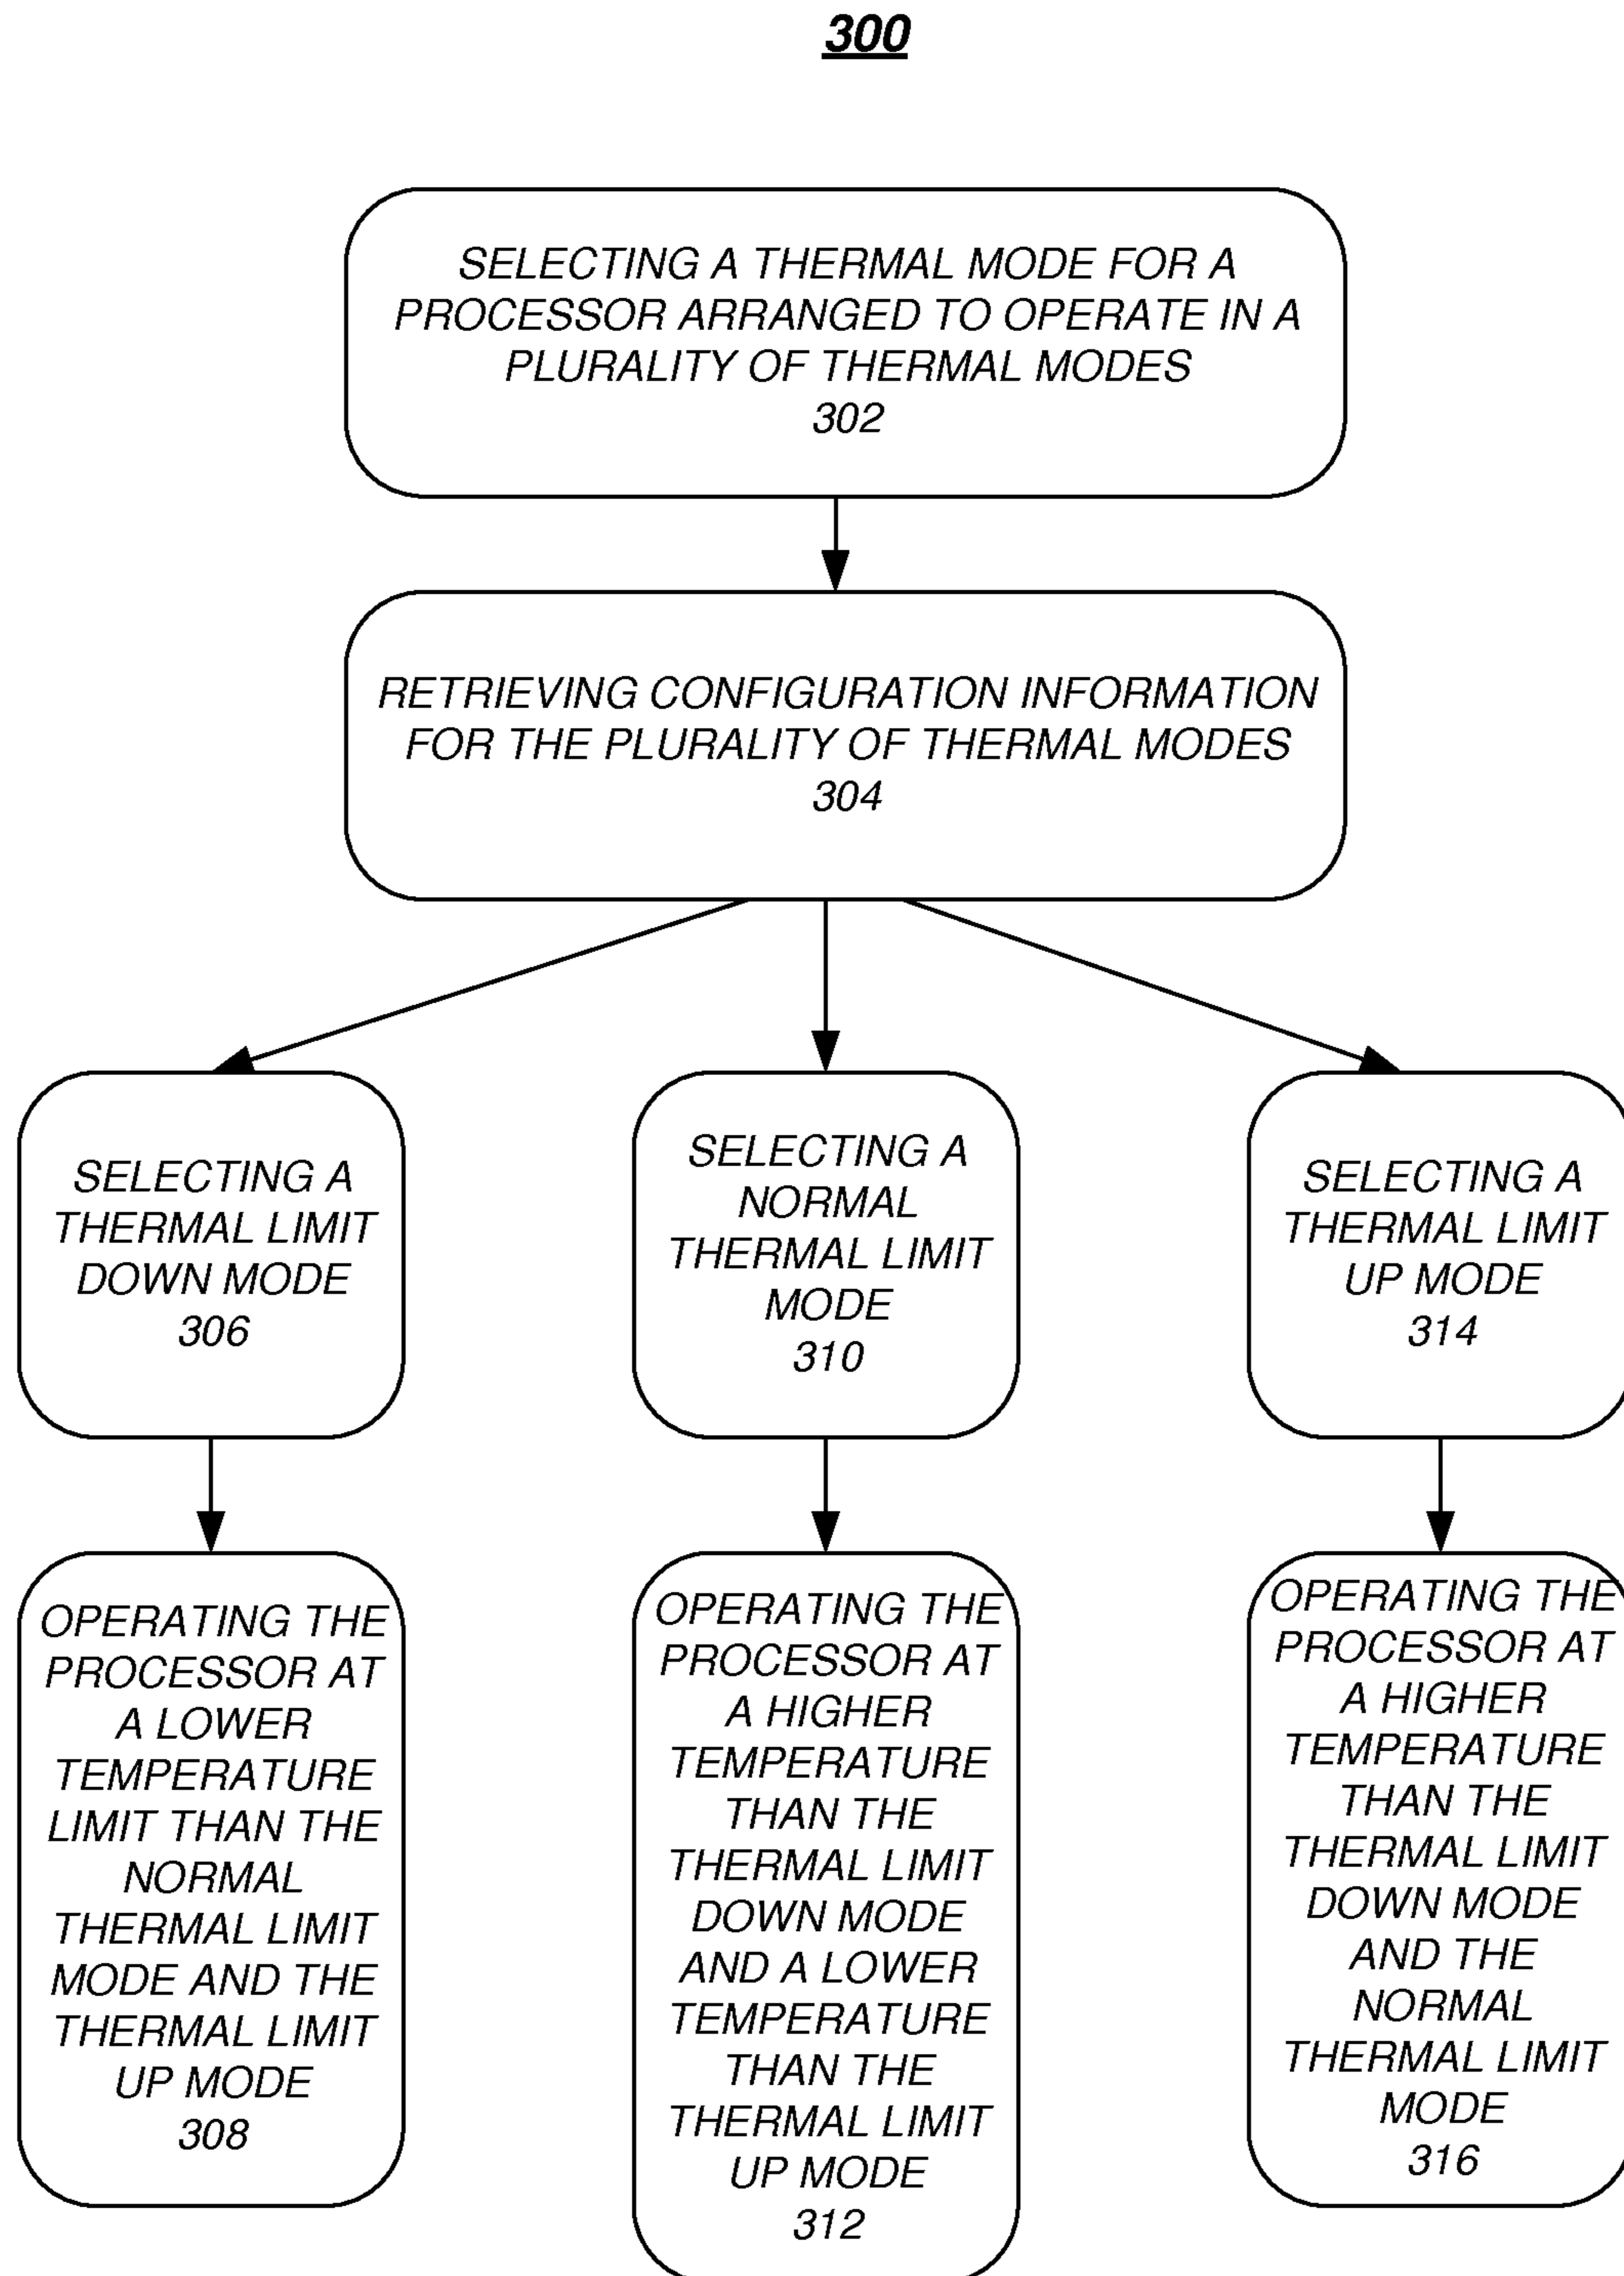 300
SELECTING A THERMAL MODE FOR A
PROCESSOR ARRANGED TO OPERATE IN A
PLURALITY OF THERMAL MODES
302
RETRIEVING CONFIGURATION INFORMATION
FOR THE PLURALITY OF THERMAL MODES
304
SELECTING A
THERMAL LIMIT
DOWN MODE
306
SELECTING A
NORMAL
THERMAL LIMIT
MODE
310
SELECTING A
THERMAL LIMIT
UP MODE
314
OPERATING THE
PROCESSOR AT
A LOWER
TEMPERATURE
LIMIT THAN THE
NORMAL
THERMAL LIMIT
MODE AND THE
THERMAL LIMIT
UP MODE
308
OPERATING THE
PROCESSOR AT
A HIGHER
TEMPERATURE
THAN THE
THERMAL LIMIT
DOWN MODE
AND A LOWER
TEMPERATURE
THAN THE
THERMAL LIMIT
UP MODE
312
OPERATING THE
PROCESSOR AT
A HIGHER
TEMPERATURE
THAN THE
THERMAL LIMIT
DOWN MODE
AND THE
NORMAL
THERMAL LIMIT
MODE
316